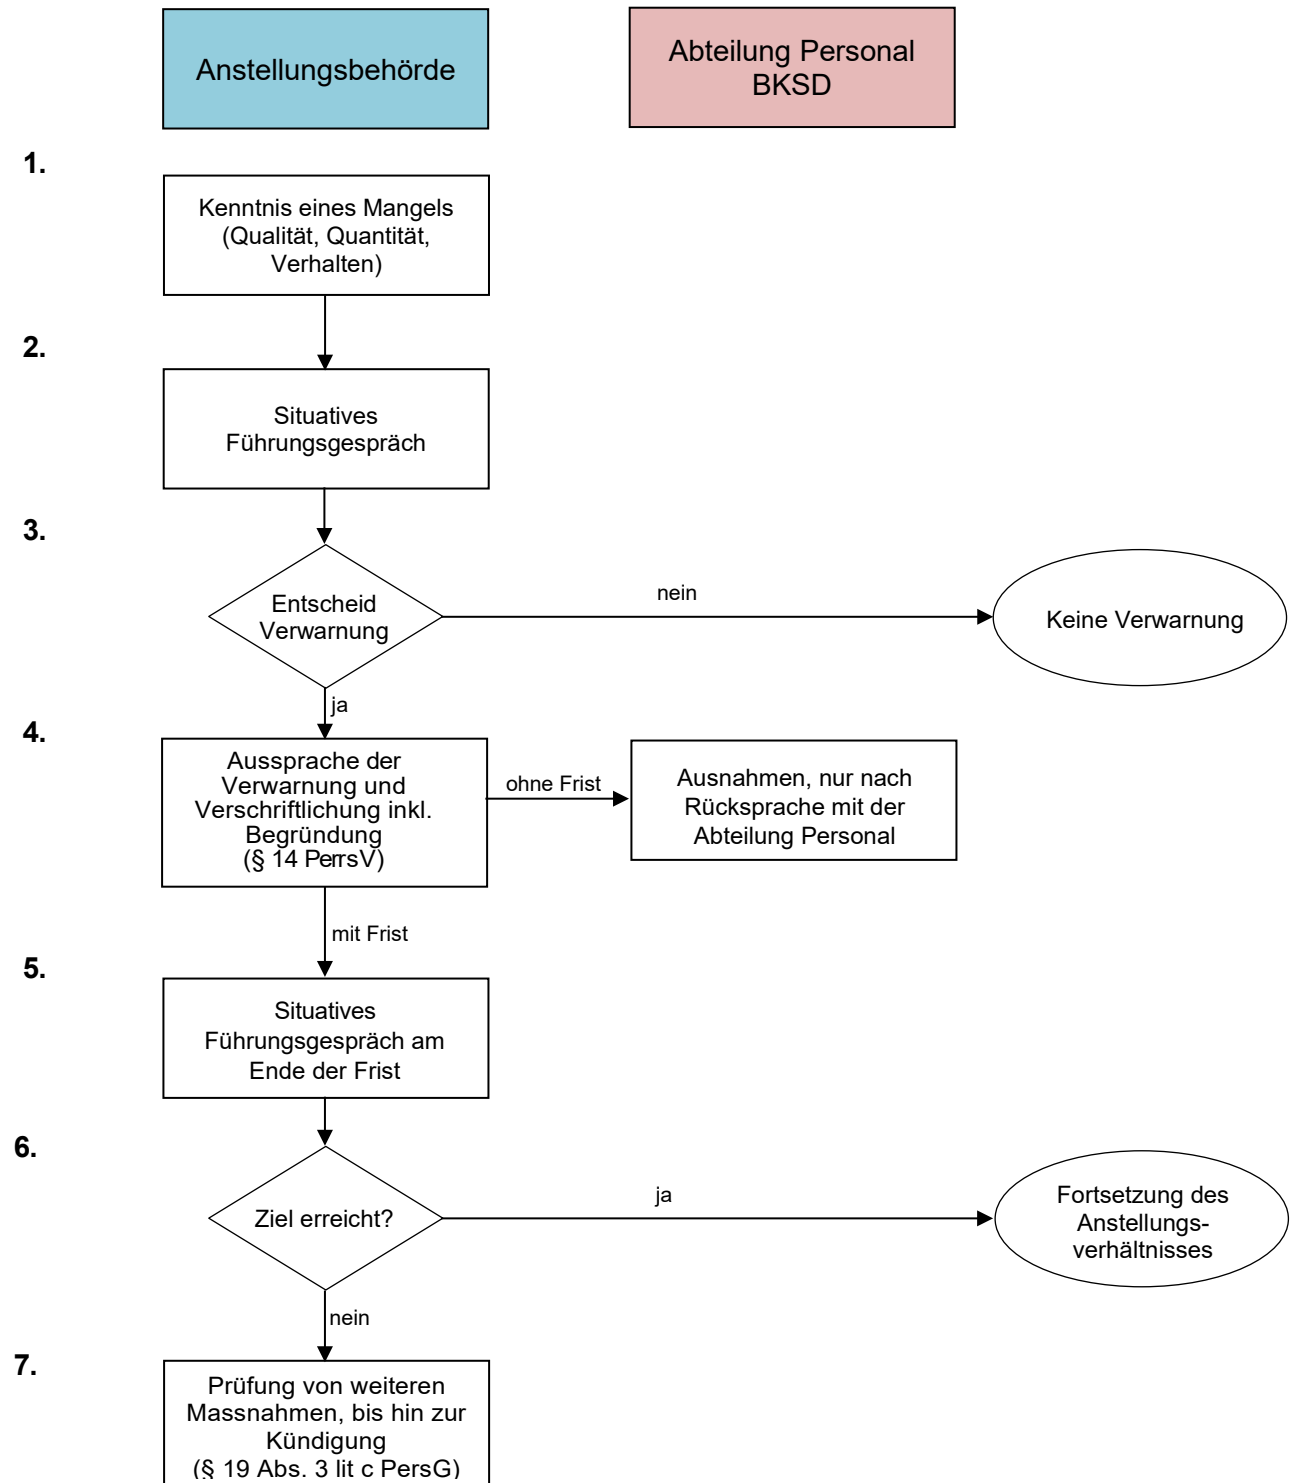 Anstellungsbehörde
Abteilung Personal
BKSD
1.
Kenntnis eines Mangels
(Qualität, Quantität,
Verhalten)
2.
Situatives
Führungsgespräch
3.
Entscheid
Verwarnung
nein
Keine Verwarnung
ja
4.
Aussprache der
Verwarnung und
Verschriftlichung inkl.
Begründung
(§ 14 PerrsV)
ohne Frist
Ausnahmen, nur nach
Rücksprache mit der
Abteilung Personal
mit Frist
5.
Situatives
Führungsgespräch am
Ende der Frist
6.
Ziel erreicht?
ja
Fortsetzung des
Anstellungs-
verhältnisses
nein
7.
Prüfung von weiteren
Massnahmen, bis hin zur
Kündigung
(§ 19 Abs. 3 lit c PersG)